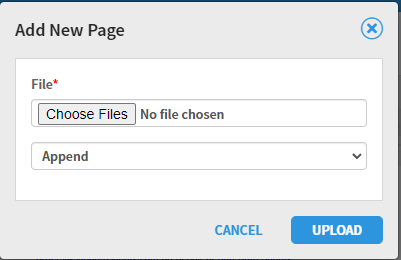 Add New Page
File*
Choose Files No file chosen
Append
CANCEL UPLOAD